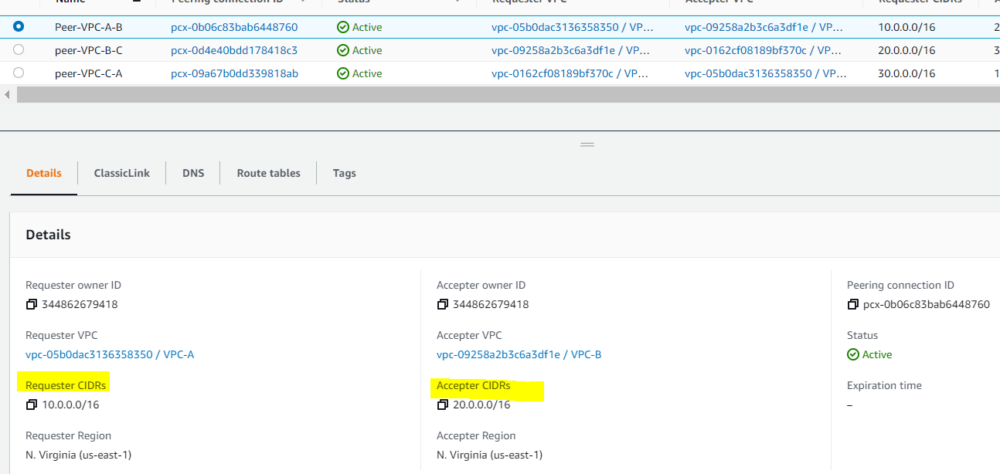 Name Peering connection ID Status Requester VPC Accepter VPC Requester CIDRs
Peer-VPC-A-B pcx-0b06c83bab6448760 Active vpc-05b0dac3136358350 / VP... vpc-09258a2b3c6a3df1e / VP... 10.0.0.0/16 2
peer-VPC-B-C pcx-0d4e40bdd178418c3 Active vpc-09258a2b3c6a3df1e / VP... vpc-0162cf08189bf370c / VP... 20.0.0.0/16 3
peer-VPC-C-A pcx-09a67b0dd339818ab Active vpc-0162cf08189bf370c / VP... vpc-05b0dac3136358350 / VP... 30.0.0.0/16 1
Details ClassicLink DNS Route tables Tags
Details
Requester owner ID Accepter owner ID Peering connection ID
344862679418 344862679418 pcx-0b06c83bab6448760
Requester VPC Accepter VPC Status
vpc-05b0dac3136358350 / VPC-A vpc-09258a2b3c6a3df1e / VPC-B Active
Requester CIDRs Accepter CIDRs Expiration time
10.0.0.0/16 20.0.0.0/16 –
Requester Region Accepter Region
N. Virginia (us-east-1) N. Virginia (us-east-1)